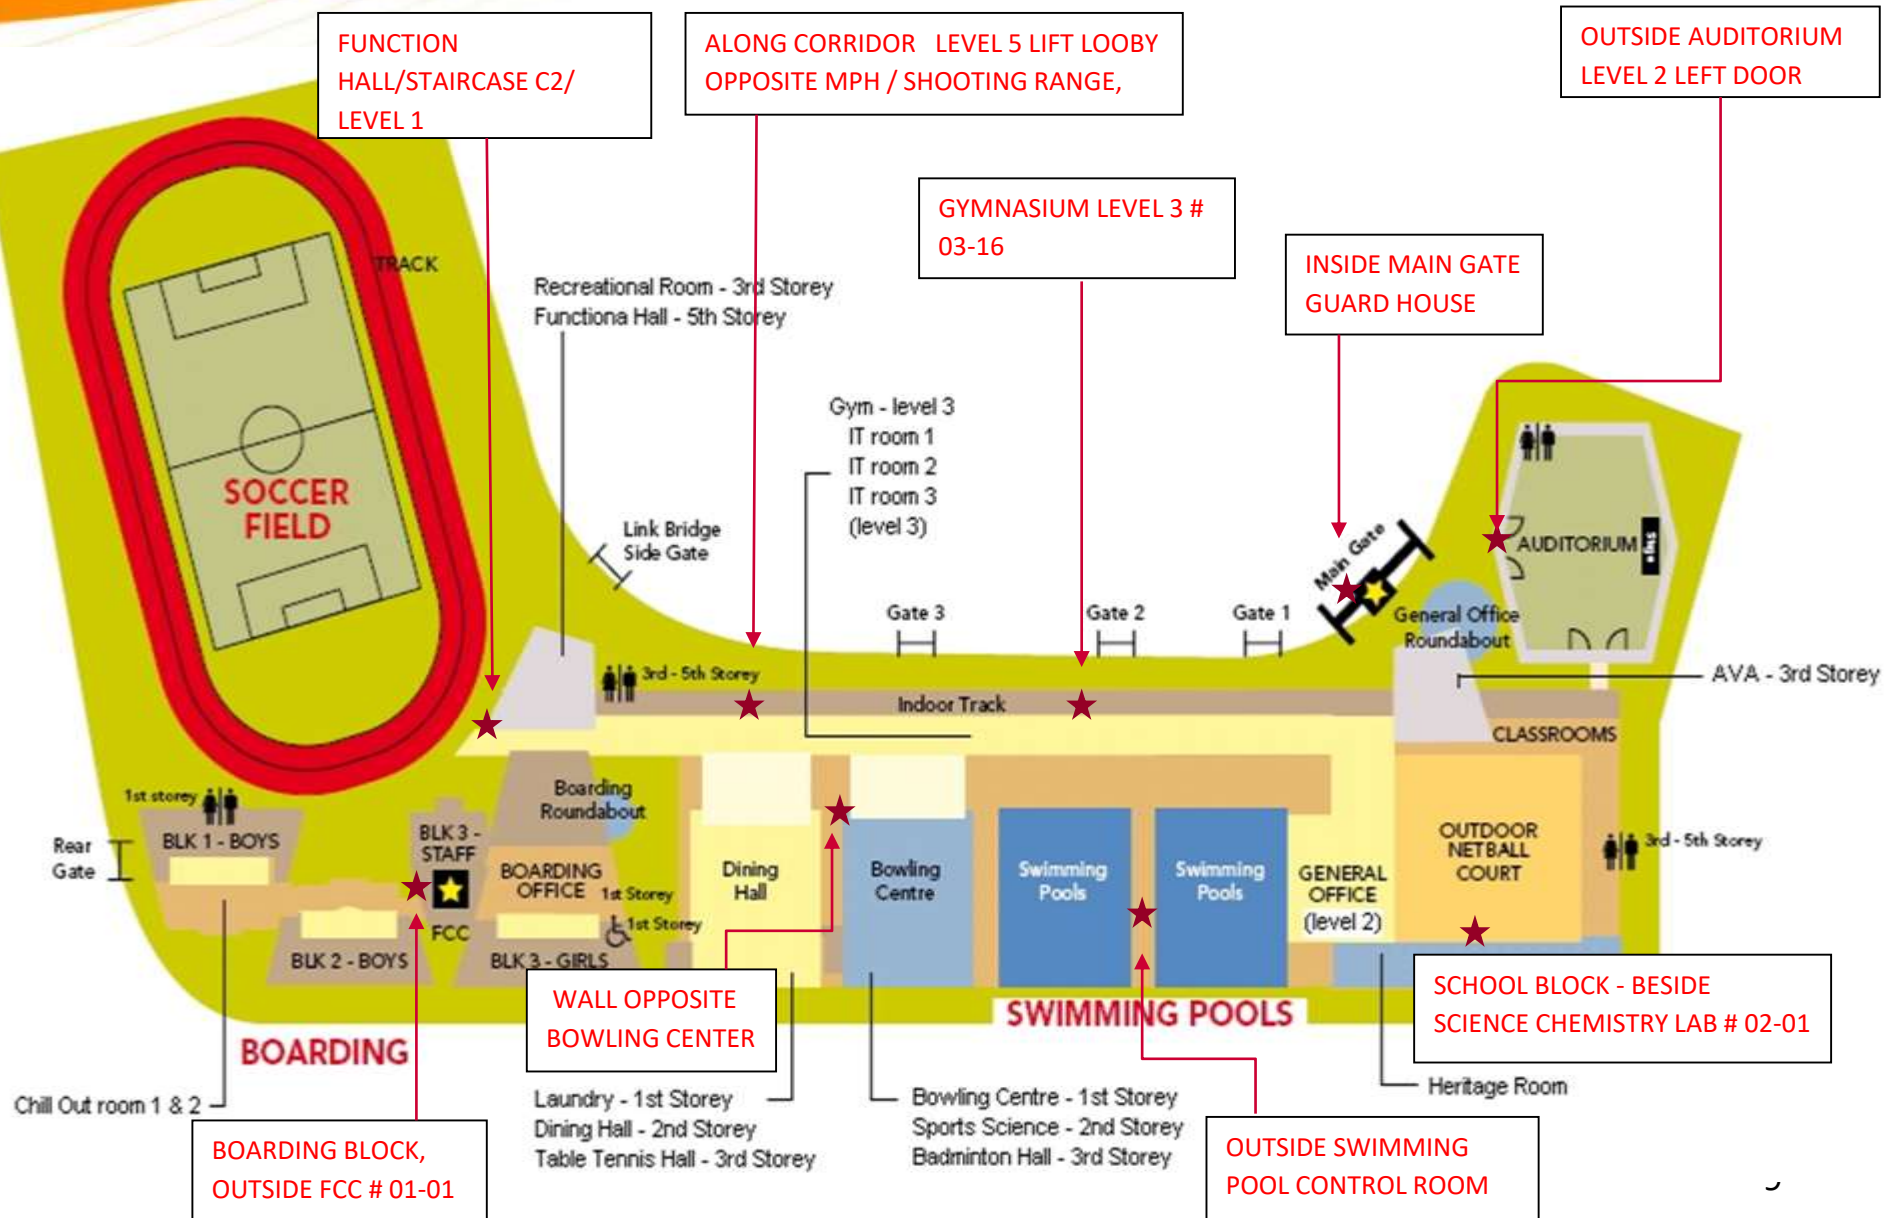 FUNCTION
HALL/STAIRCASE C2/
LEVEL 1
ALONG CORRIDOR LEVEL 5 LIFT LOOBY
OPPOSITE MPH / SHOOTING RANGE,
OUTSIDE AUDITORIUM
LEVEL 2 LEFT DOOR
GYMNASIUM LEVEL 3 #
03-16
INSIDE MAIN GATE
GUARD HOUSE
TRACK
Recreational Room - 3rd Storey
Functiona Hall - 5th Storey
Gym - level 3
IT room 1
IT room 2
IT room 3
(level 3)
SOCCER
FIELD
Link Bridge
Side Gate
Main Gate
AUDITORIUM
Stage
Gate 3
Gate 2
Gate 1
General Office
Roundabout
3rd - 5th Storey
AVA - 3rd Storey
Indoor Track
CLASSROOMS
Boarding
Roundabout
1st storey
Rear
Gate
BLK 1 - BOYS
BLK 3 -
STAFF
BOARDING
OFFICE
1st Storey
1st Storey
FCC
BLK 2 - BOYS
BLK 3 - GIRLS
Dining
Hall
Bowling
Centre
Swimming
Pools
Swimming
Pools
GENERAL
OFFICE
(level 2)
OUTDOOR
NETBALL
COURT
3rd - 5th Storey
WALL OPPOSITE
BOWLING CENTER
SWIMMING POOLS
SCHOOL BLOCK - BESIDE
SCIENCE CHEMISTRY LAB # 02-01
BOARDING
Chill Out room 1 & 2
Laundry - 1st Storey
Dining Hall - 2nd Storey
Table Tennis Hall - 3rd Storey
Bowling Centre - 1st Storey
Sports Science - 2nd Storey
Badminton Hall - 3rd Storey
Heritage Room
BOARDING BLOCK,
OUTSIDE FCC # 01-01
OUTSIDE SWIMMING
POOL CONTROL ROOM